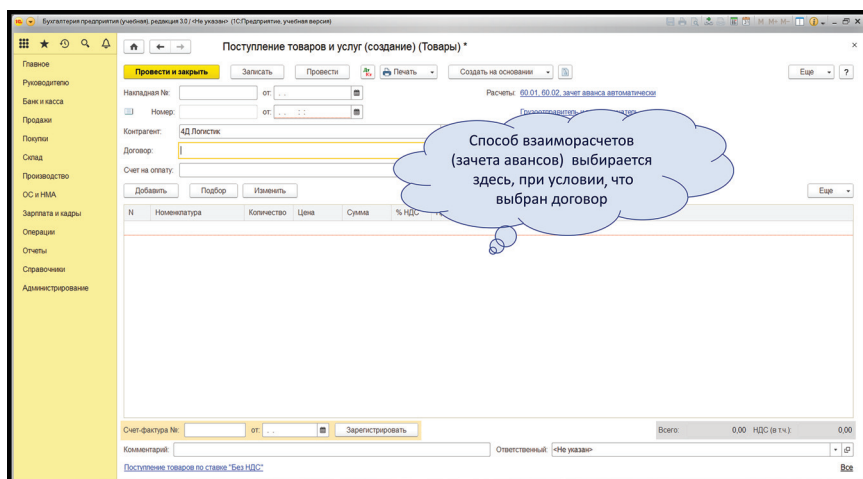 Бухгалтерия предприятия (учебная), редакция 3.0 / <Не указан> (1С:Предприятие, учебная версия)
M M+ M-
Главное
Руководителю
Банк и касса
Продажи
Покупки
Склад
Производство
ОС и НМА
Зарплата и кадры
Операции
Отчеты
Справочники
Администрирование
Поступление товаров и услуг (создание) (Товары) *
Провести и закрыть Записать Провести Дт Кт Печать Создать на основании Еще ?
Накладная №: от: . . Расчеты: 60.01, 60.02, зачет аванса автоматически
Номер: от: . . : :
Контрагент: 4Д Логистик
Договор:
Счет на оплату:
Способ взаиморасчетов
(зачета авансов) выбирается
здесь, при условии, что
выбран договор
Добавить Подбор Изменить Еще
N Номенклатура Количество Цена Сумма % НДС
Счет-фактура №: от: . . Зарегистрировать Всего: 0,00 НДС (в т.ч.): 0,00
Комментарий: Ответственный: <Не указан>
Поступление товаров по ставке "Без НДС" Все